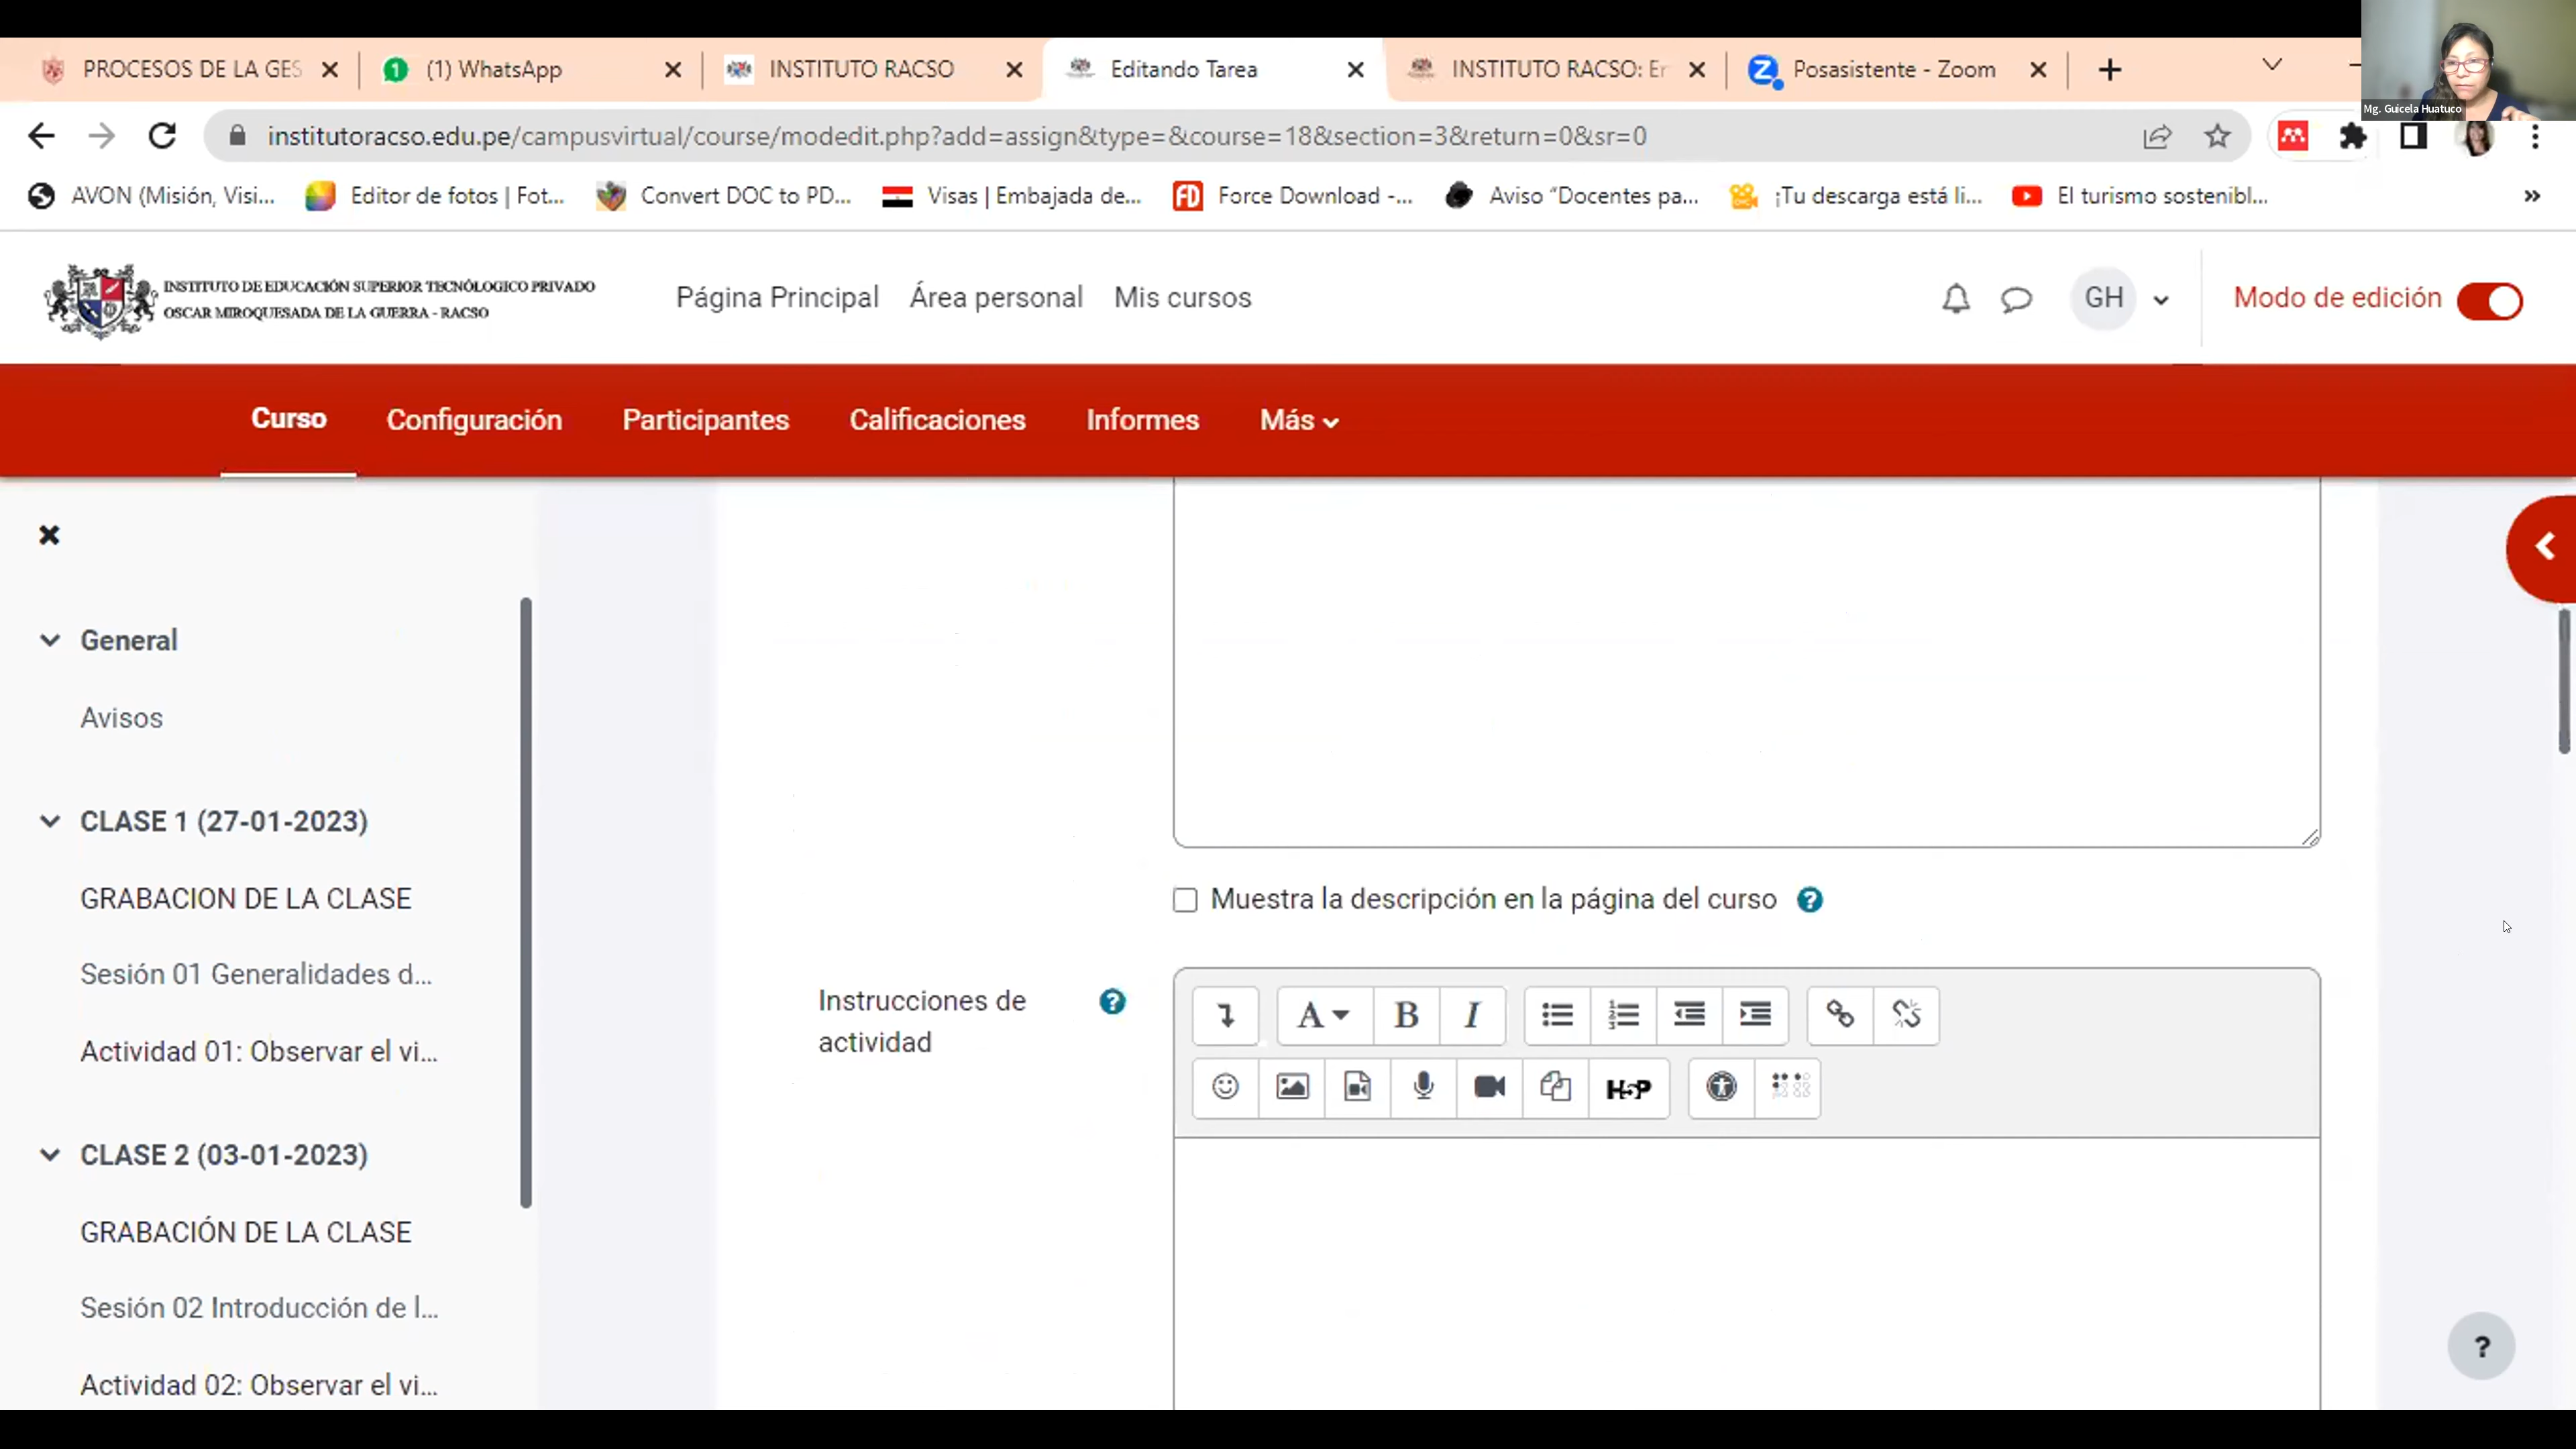 PROCESOS DE LA GES
(1) WhatsApp
INSTITUTO RACSO
Editando Tarea
INSTITUTO RACSO: Er
Posasistente - Zoom
Mg. Guicela Huatuco
institutoracso.edu.pe/campusvirtual/course/modedit.php?add=assign&type=&course=18&section=3&return=0&sr=0
AVON (Misión, Visi...
Editor de fotos | Fot...
Convert DOC to PD...
Visas | Embajada de...
FD
Force Download -...
Aviso “Docentes pa...
¡Tu descarga está li...
El turismo sostenibl...
INSTITUTO DE EDUCACIÓN SUPERIOR TECNÓLOGICO PRIVADO
OSCAR MIROQUESADA DE LA GUERRA - RACSO
Página Principal
Área personal
Mis cursos
GH
Modo de edición
Curso
Configuración
Participantes
Calificaciones
Informes
Más
General
Avisos
CLASE 1 (27-01-2023)
GRABACION DE LA CLASE
Sesión 01 Generalidades d...
Actividad 01: Observar el vi...
CLASE 2 (03-01-2023)
GRABACIÓN DE LA CLASE
Sesión 02 Introducción de l...
Actividad 02: Observar el vi...
Muestra la descripción en la página del curso
Instrucciones de
actividad
A B I
H5P
?